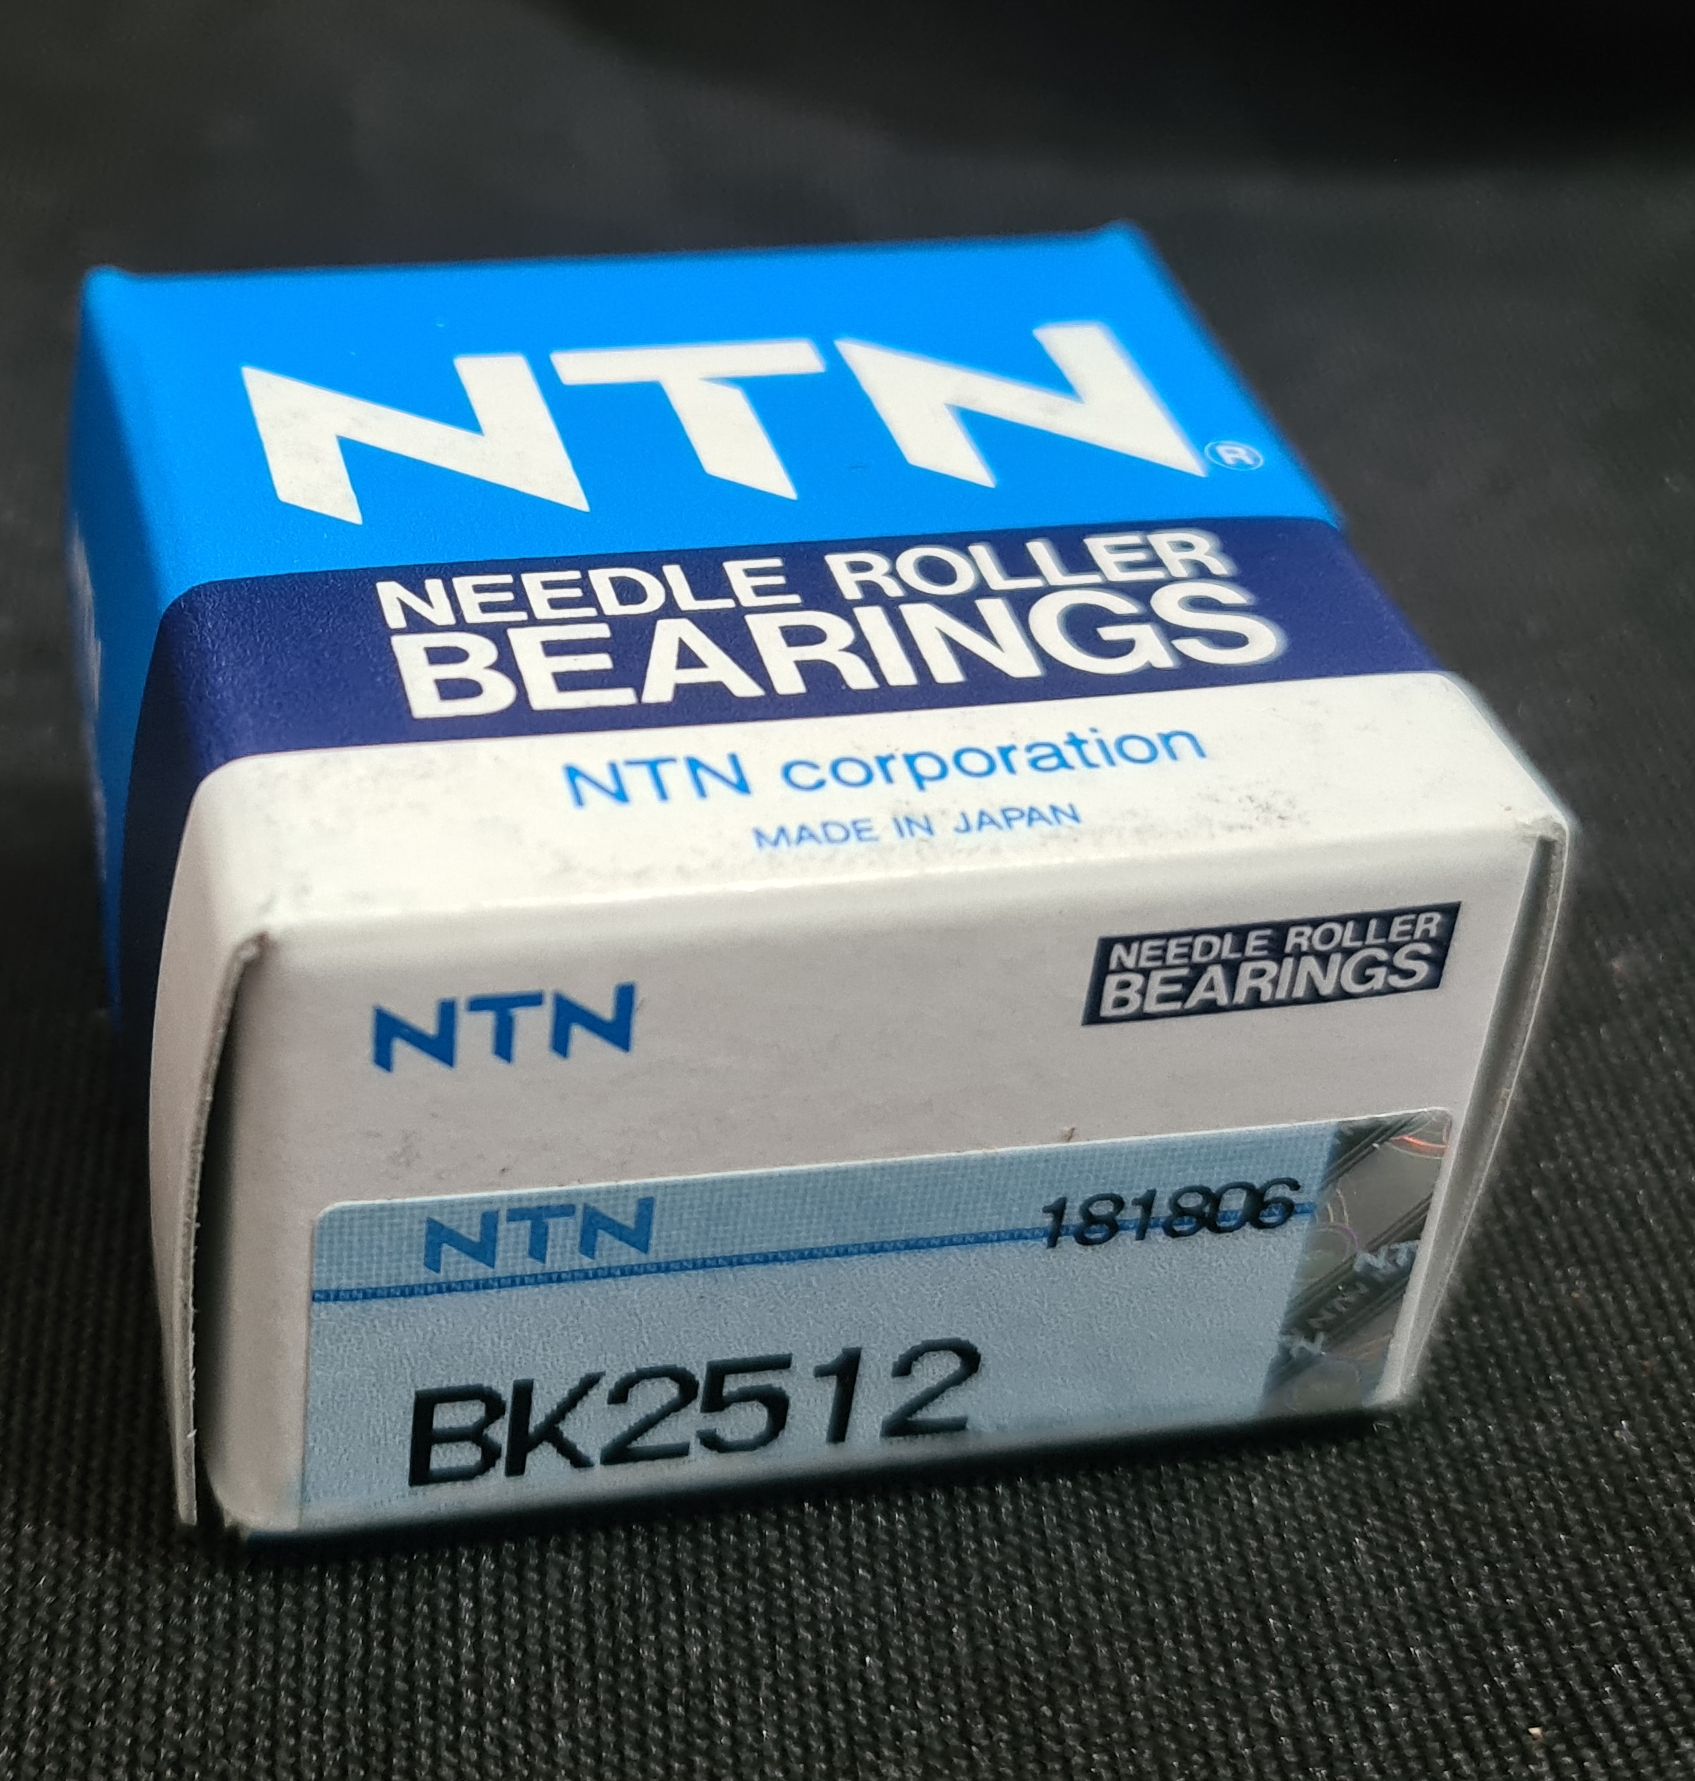 NTN®
NEEDLE ROLLER
BEARINGS
NTN corporation
MADE IN JAPAN
NTN
NEEDLE ROLLER
BEARINGS
NTN 181806
BK2512